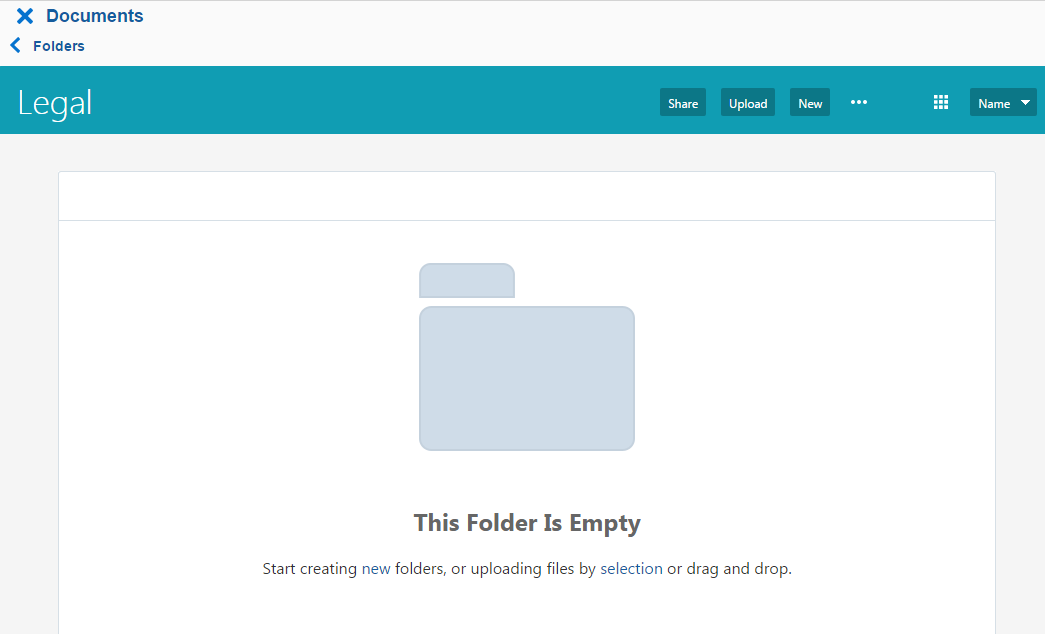 Documents
Folders
Legal
Share
Upload
New
Name
This Folder Is Empty
Start creating new folders, or uploading files by selection or drag and drop.